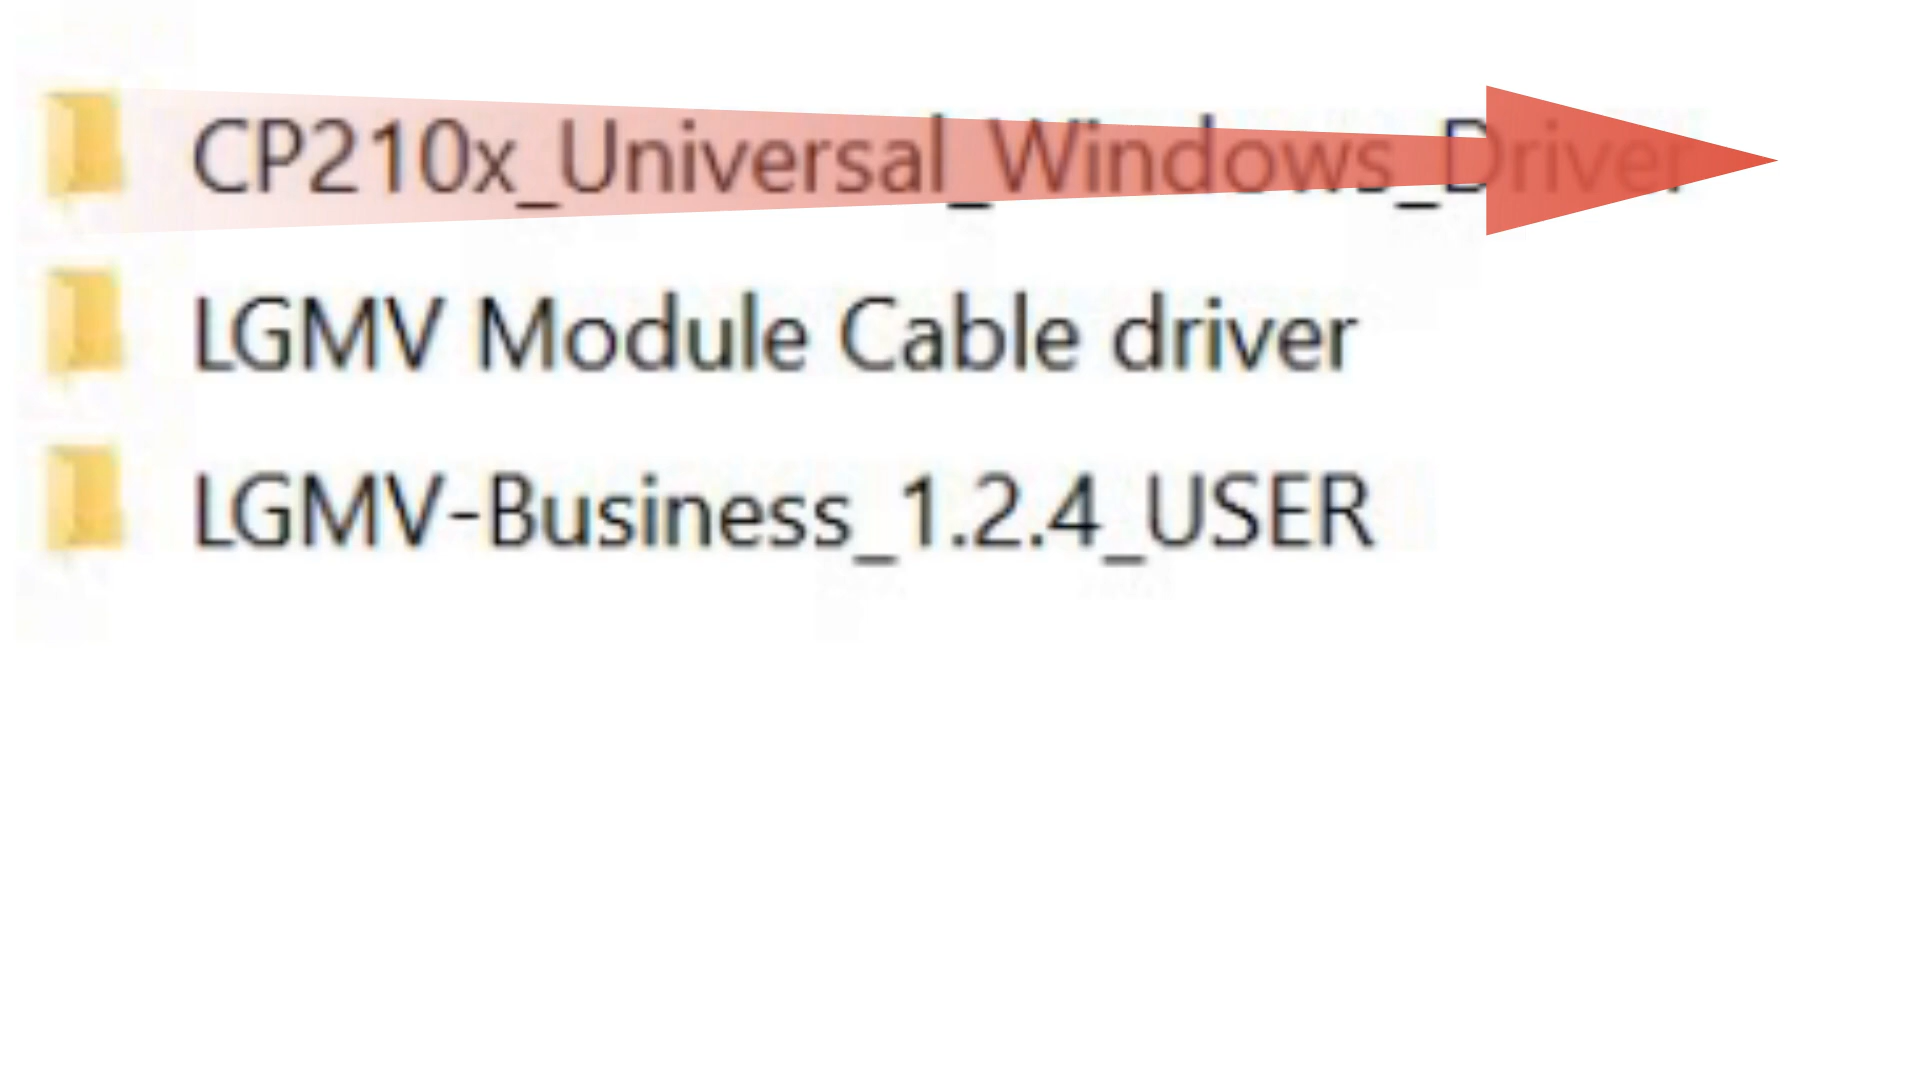 CP210x_Universal_Windows_Driver
LGMV Module Cable driver
LGMV-Business_1.2.4_USER